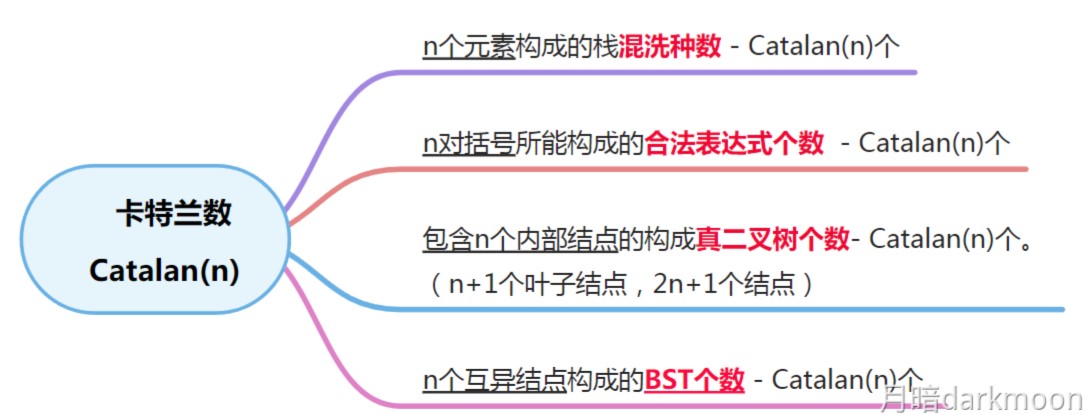 n个元素构成的栈混洗种数 - Catalan(n)个
n对括号所能构成的合法表达式个数 - Catalan(n)个
卡特兰数
Catalan(n)
包含n个内部结点的构成真二叉树个数- Catalan(n)个。
（n+1个叶子结点，2n+1个结点）
n个互异结点构成的BST个数 - Catalan(n)个
月暗darkmoon